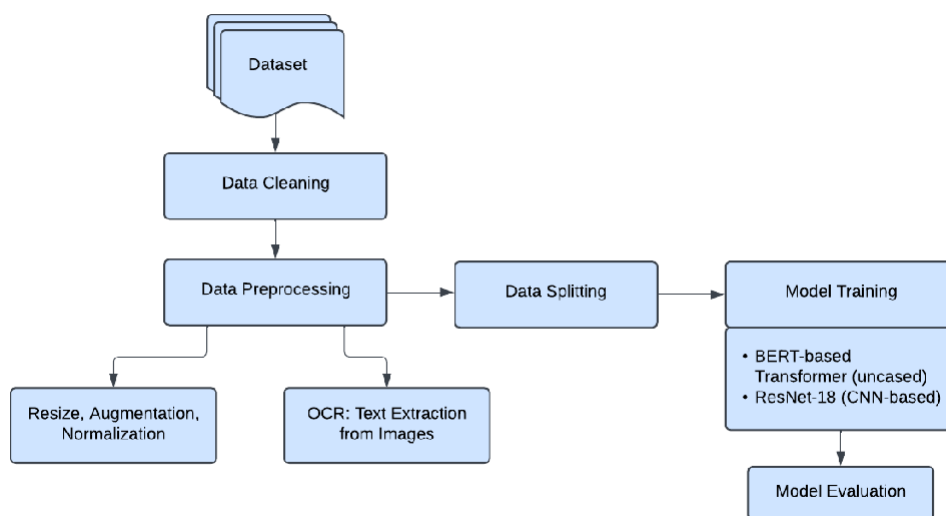 Dataset
Data Cleaning
Data Preprocessing
Data Splitting
Model Training
• BERT-based
Transformer (uncased)
• ResNet-18 (CNN-based)
Resize, Augmentation,
Normalization
OCR: Text Extraction
from Images
Model Evaluation